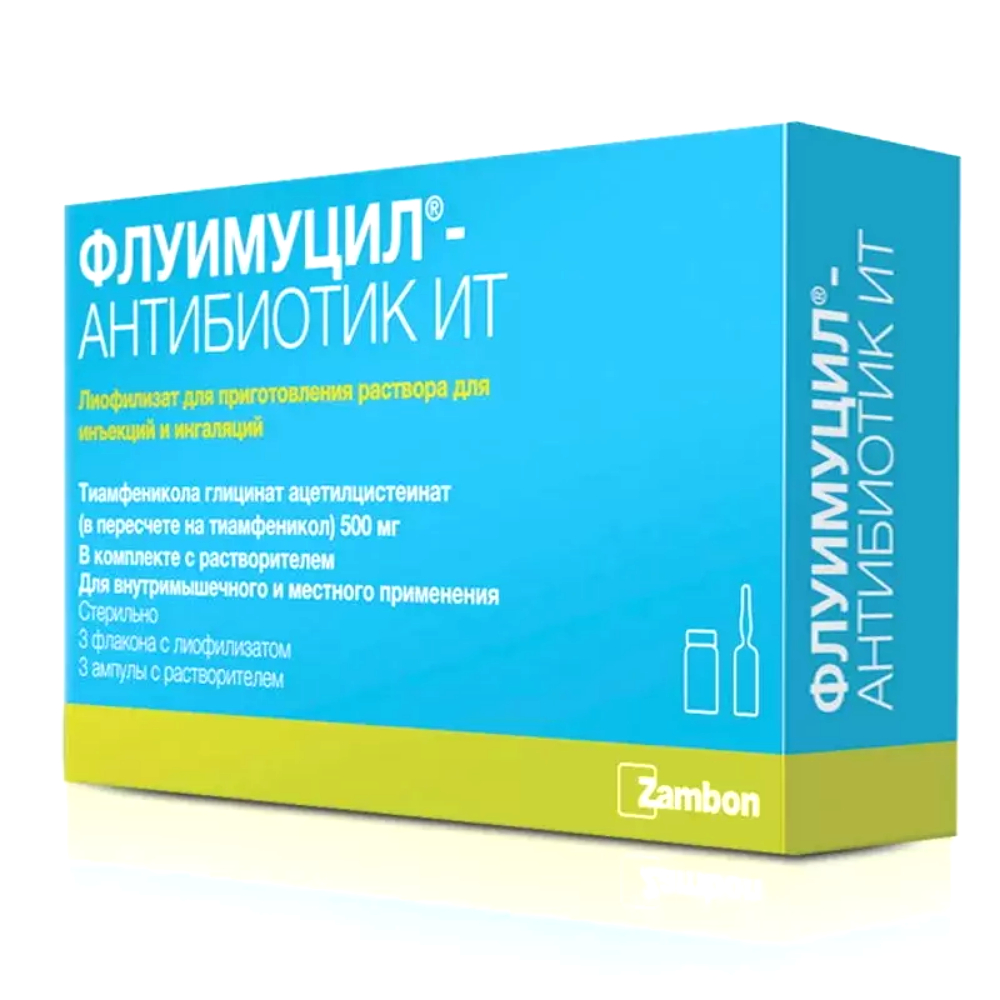 ФЛУИМУЦИЛ®-
АНТИБИОТИК ИТ
Лиофилизат для приготовления раствора для
инъекций и ингаляций
Тиамфеникола глицинат ацетилцистеинат
(в пересчете на тиамфеникол) 500 мг
В комплекте с растворителем
Для внутримышечного и местного применения
Стерильно
3 флакона с лиофилизатом
3 ампулы с растворителем
Zambon
ФЛУИМУЦИЛ®-
АНТИБИОТИК ИТ